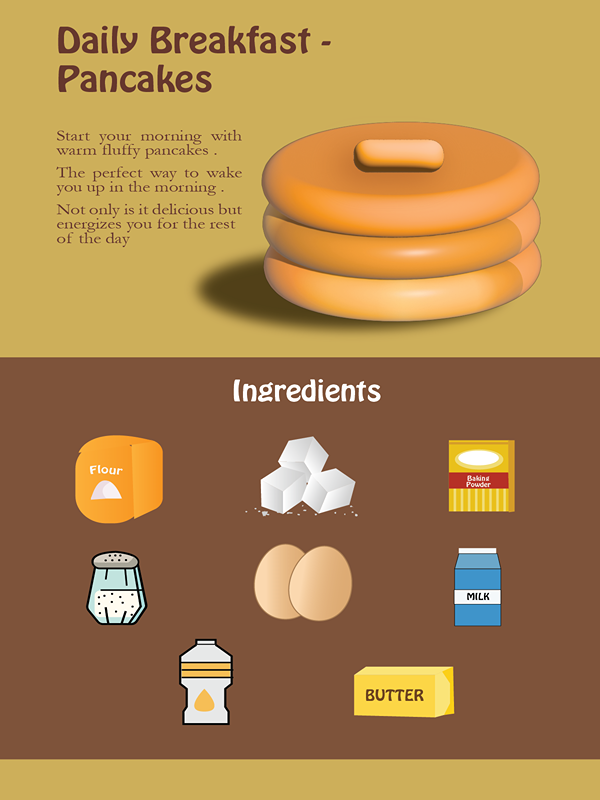 Daily Breakfast -
Pancakes
Start your morning with
warm fluffy pancakes .
The perfect way to wake
you up in the morning .
Not only is it delicious but
energizes you for the rest
of the day
Ingredients
Flour
Baking
Powder
MILK
BUTTER